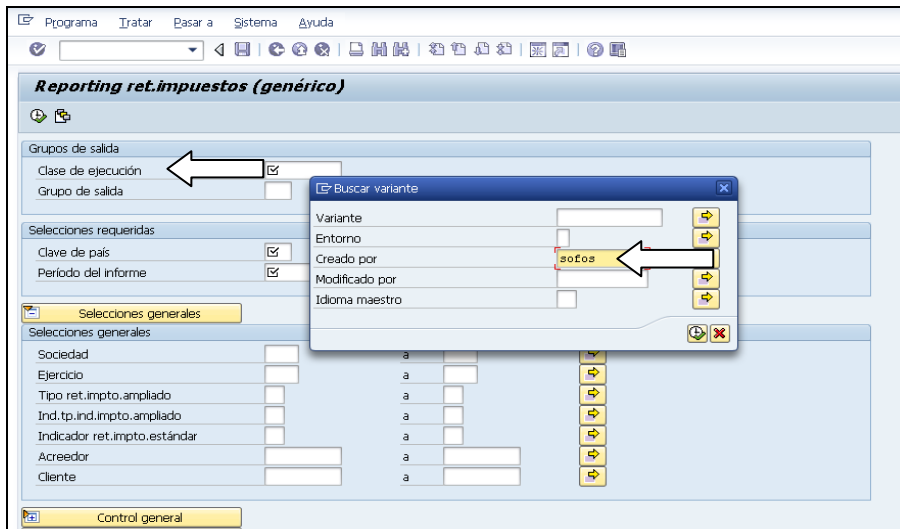 Programa Tratar Pasar a Sistema Ayuda
Reporting ret.impuestos (genérico)
Grupos de salida
Clase de ejecución
Grupo de salida
Selecciones requeridas
Clave de país
Período del informe
Selecciones generales
Selecciones generales
Sociedad a
Ejercicio a
Tipo ret.impto.ampliado a
Ind.tp.ind.impto.ampliado a
Indicador ret.impto.estándar a
Acreedor a
Cliente a
Control general
Buscar variante
Variante
Entorno
Creado por sofos
Modificado por
Idioma maestro